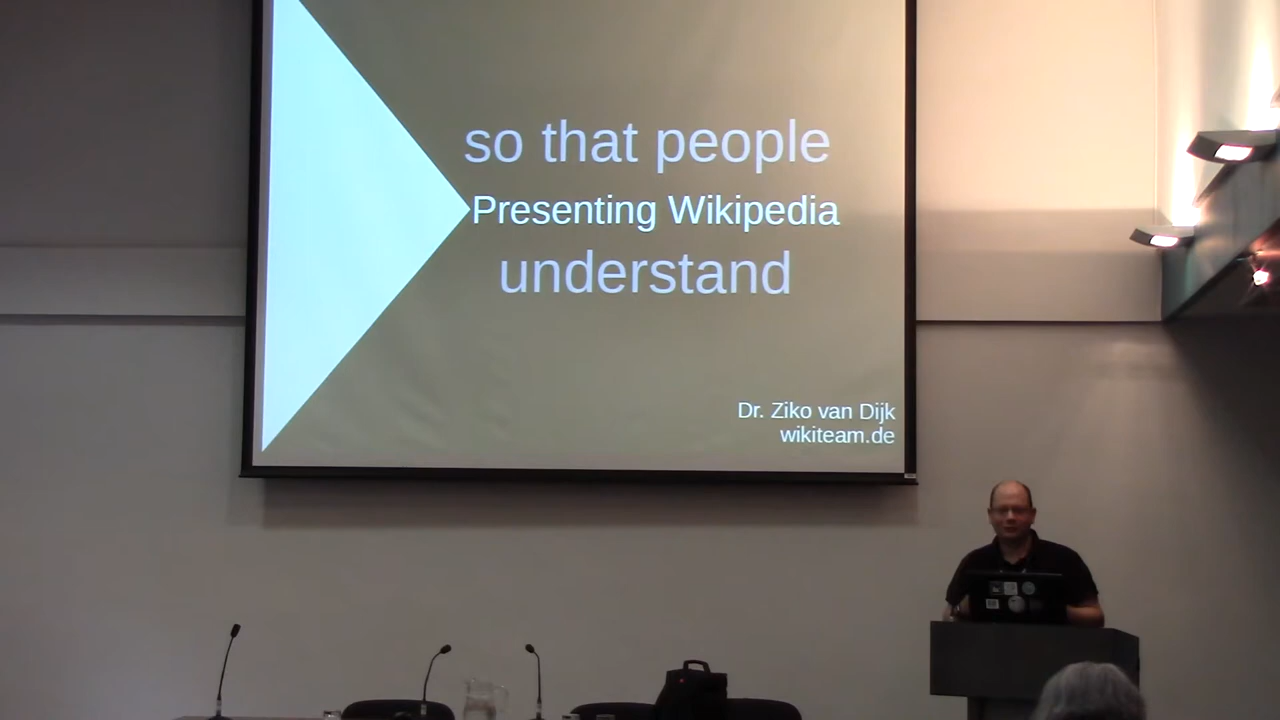 so that people
Presenting Wikipedia
understand
Dr. Ziko van Dijk
wikiteam.de